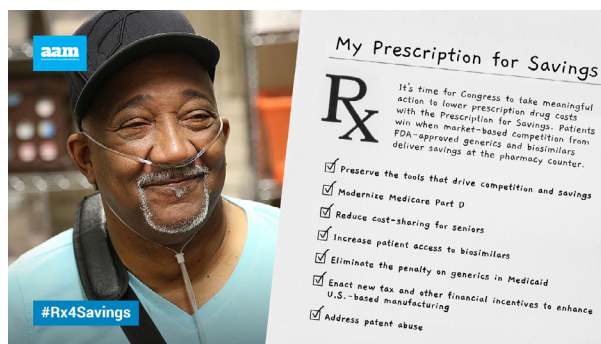 aam
My Prescription for Savings
Rx
It's time for Congress to take meaningful
action to lower prescription drug costs
with the Prescription for Savings. Patients
win when market-based competition from
FDA-approved generics and biosimilars
deliver savings at the pharmacy counter.
Preserve the tools that drive competition and savings
Modernize Medicare Part D
Reduce cost-sharing for seniors
Increase patient access to biosimilars
Eliminate the penalty on generics in Medicaid
Enact new tax and other financial incentives to enhance
U.S.-based manufacturing
Address patent abuse
#Rx4Savings